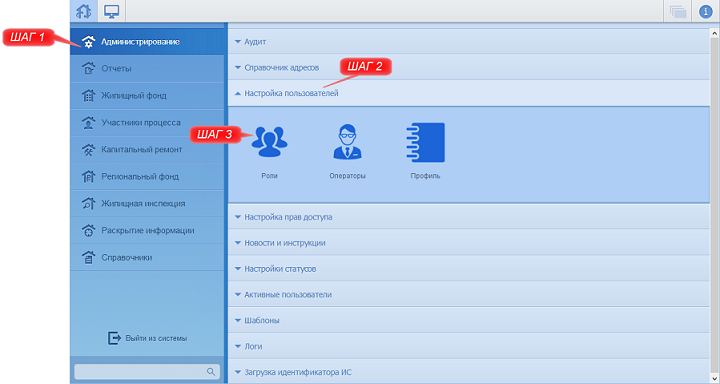 ШАГ 1
Администрирование
Отчеты
Жилищный фонд
Участники процесса
Капитальный ремонт
Региональный фонд
Жилищная инспекция
Раскрытие информации
Справочники
Выйти из системы
Аудит
Справочник адресов
ШАГ 2
Настройка пользователей
ШАГ 3
Роли
Операторы
Профиль
Настройка прав доступа
Новости и инструкции
Настройки статусов
Активные пользователи
Шаблоны
Логи
Загрузка идентификатора ИС